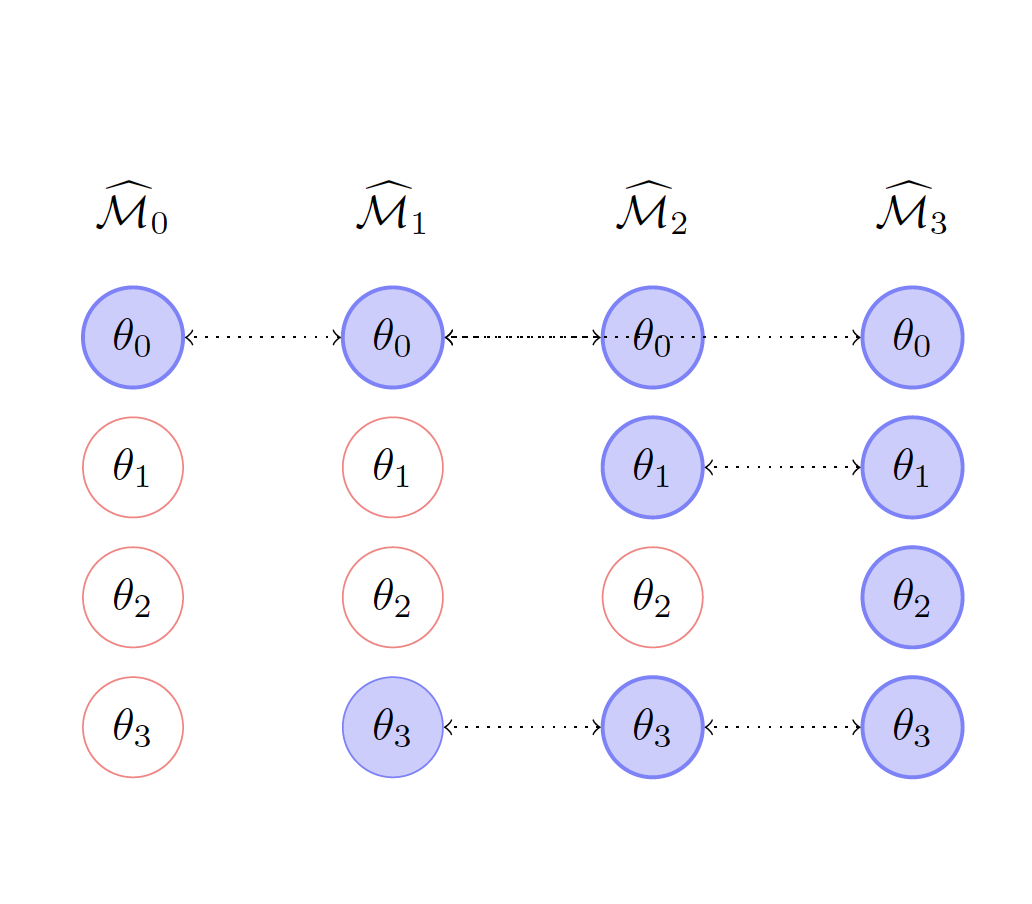 $\widehat{\mathcal{M}}_0$ $\widehat{\mathcal{M}}_1$ $\widehat{\mathcal{M}}_2$ $\widehat{\mathcal{M}}_3$
θ₀ θ₀ θ₀ θ₀
θ₁ θ₁ θ₁ θ₁
θ₂ θ₂ θ₂ θ₂
θ₃ θ₃ θ₃ θ₃